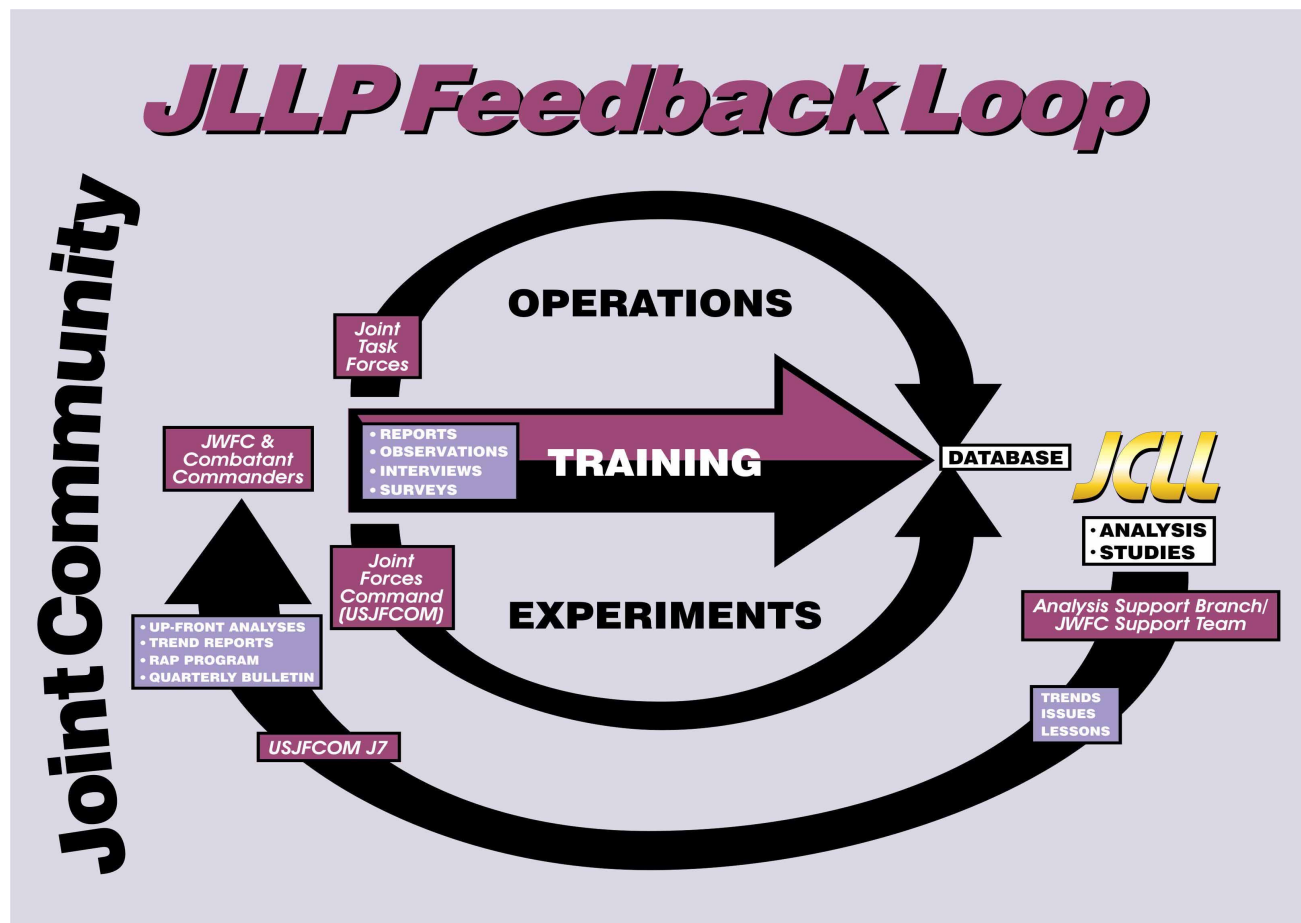 JLLP Feedback Loop
Joint Community
OPERATIONS
Joint
Task
Forces
JWFC &
Combatant
Commanders
• REPORTS
• OBSERVATIONS
• INTERVIEWS
• SURVEYS
TRAINING
DATABASE
JCLL
• ANALYSIS
• STUDIES
Joint
Forces
Command
(USJFCOM)
EXPERIMENTS
Analysis Support Branch/
JWFC Support Team
• UP-FRONT ANALYSES
• TREND REPORTS
• RAP PROGRAM
• QUARTERLY BULLETIN
TRENDS
ISSUES
LESSONS
USJFCOM J7